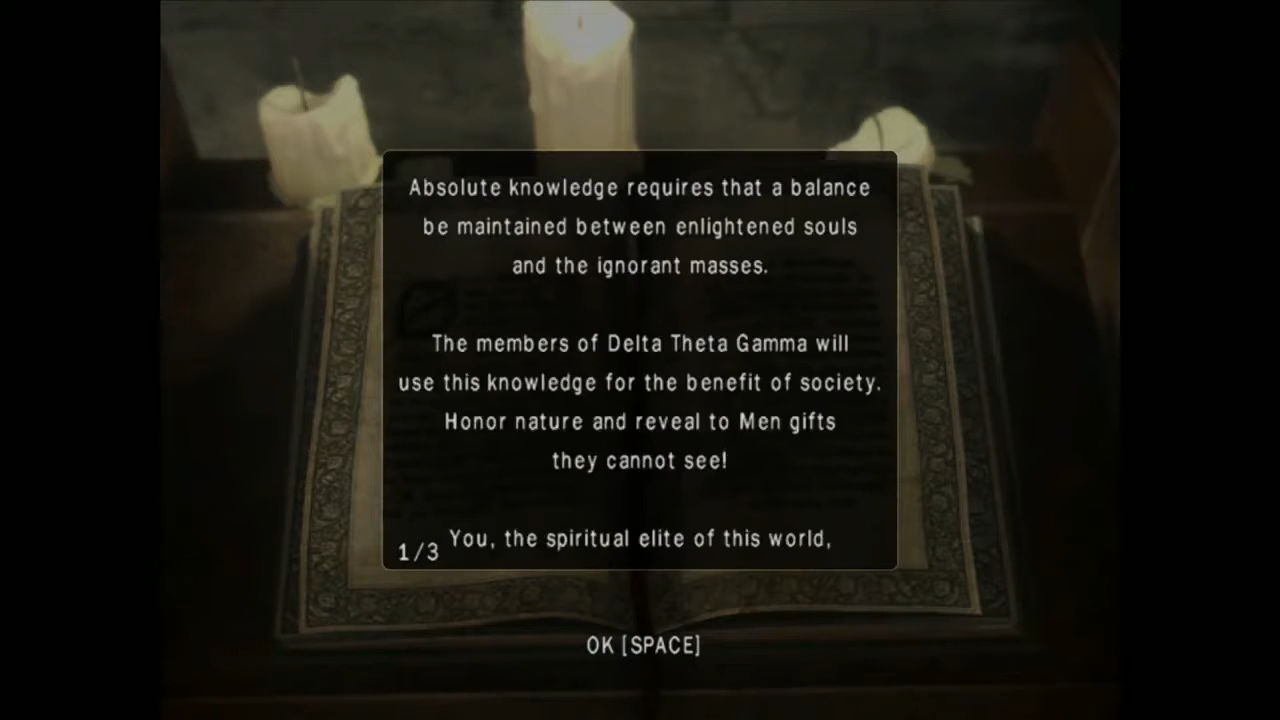 Absolute knowledge requires that a balance
be maintained between enlightened souls
and the ignorant masses.
The members of Delta Theta Gamma will
use this knowledge for the benefit of society.
Honor nature and reveal to Men gifts
they cannot see!
You, the spiritual elite of this world,
1/3
OK [SPACE]